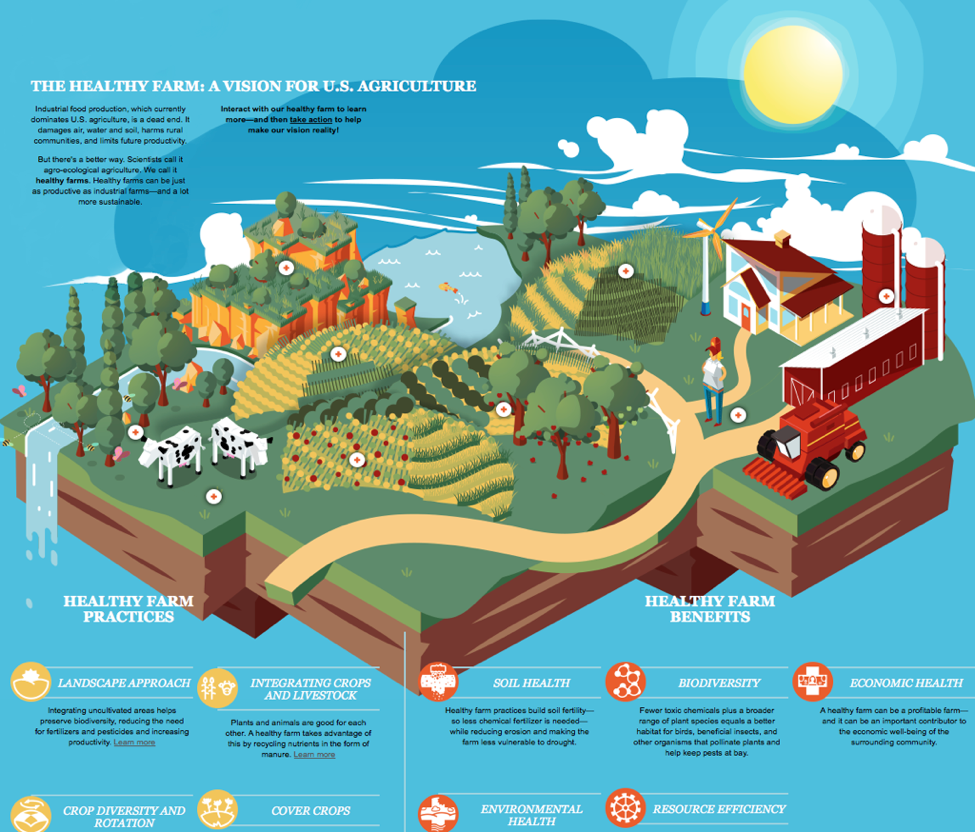 THE HEALTHY FARM: A VISION FOR U.S. AGRICULTURE
Industrial food production, which currently
dominates U.S. agriculture, is a dead end. It
damages air, water and soil, harms rural
communities, and limits future productivity.
But there's a better way. Scientists call it
agro-ecological agriculture. We call it
healthy farms. Healthy farms can be just
as productive as industrial farms—and a lot
more sustainable.
Interact with our healthy farm to learn
more—and then take action to help
make our vision reality!
HEALTHY FARM
PRACTICES
LANDSCAPE APPROACH
Integrating uncultivated areas helps
preserve biodiversity, reducing the need
for fertilizers and pesticides and increasing
productivity. Learn more
INTEGRATING CROPS
AND LIVESTOCK
Plants and animals are good for each
other. A healthy farm takes advantage of
this by recycling nutrients in the form of
manure. Learn more
CROP DIVERSITY AND
ROTATION
COVER CROPS
HEALTHY FARM
BENEFITS
SOIL HEALTH
Healthy farm practices build soil fertility—
so less chemical fertilizer is needed—
while reducing erosion and making the
farm less vulnerable to drought.
BIODIVERSITY
Fewer toxic chemicals plus a broader
range of plant species equals a better
habitat for birds, beneficial insects, and
other organisms that pollinate plants and
help keep pests at bay.
ECONOMIC HEALTH
A healthy farm can be a profitable farm—
and it can be an important contributor to
the economic well-being of the
surrounding community.
ENVIRONMENTAL
HEALTH
RESOURCE EFFICIENCY